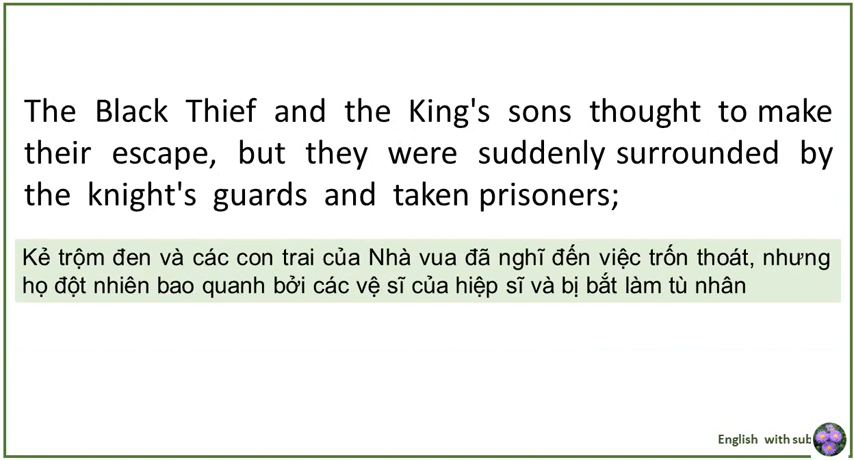 The Black Thief and the King's sons thought to make
their escape, but they were suddenly surrounded by
the knight's guards and taken prisoners;
Kẻ trộm đen và các con trai của Nhà vua đã nghĩ đến việc trốn thoát, nhưng
họ đột nhiên bao quanh bởi các vệ sĩ của hiệp sĩ và bị bắt làm tù nhân
English with sub